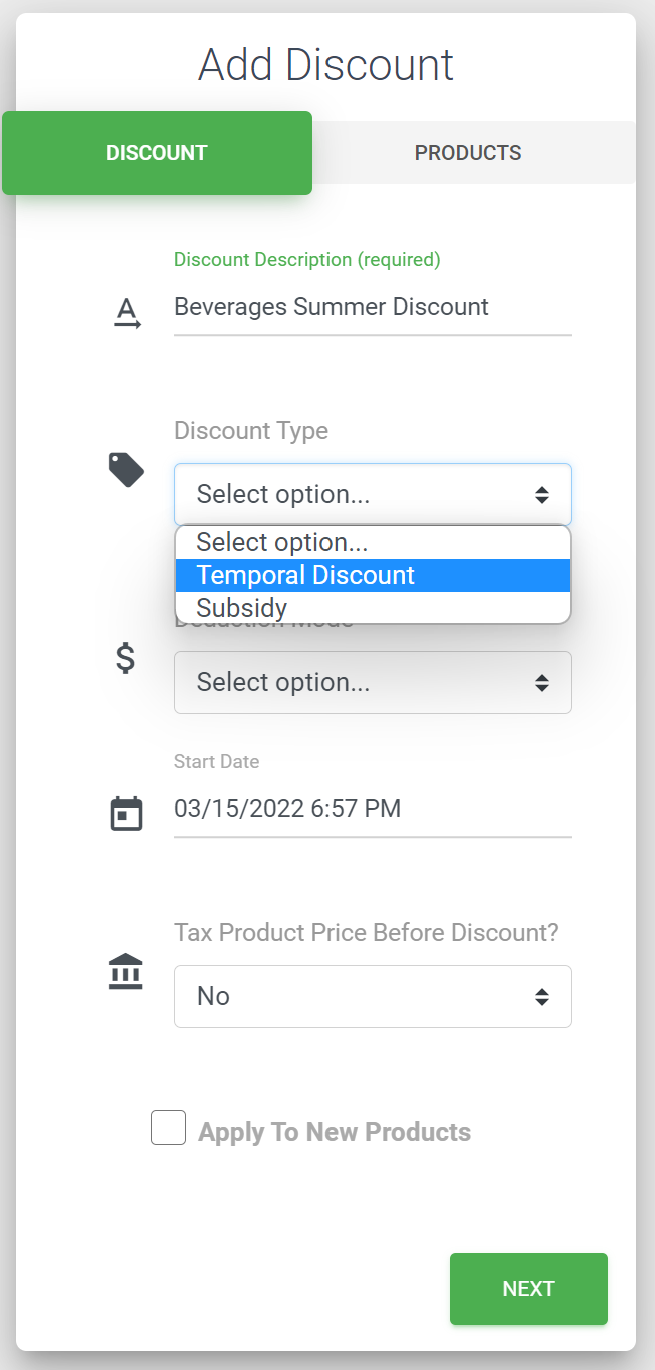 Add Discount
DISCOUNT
PRODUCTS
Discount Description (required)
Beverages Summer Discount
Discount Type
Select option...
Select option...
Temporal Discount
Subsidy
Deduction Mode
Select option...
Start Date
03/15/2022 6:57 PM
Tax Product Price Before Discount?
No
Apply To New Products
NEXT